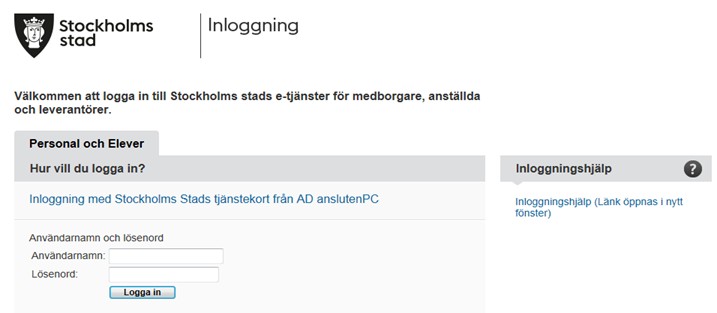 Stockholms
stad
Inloggning
Välkommen att logga in till Stockholms stads e-tjänster för medborgare, anställda
och leverantörer.
Personal och Elever
Hur vill du logga in?
Inloggning med Stockholms Stads tjänstekort från AD anslutenPC
Användarnamn och lösenord
Användarnamn:
Lösenord:
Logga in
Inloggningshjälp ?
Inloggningshjälp (Länk öppnas i nytt
fönster)